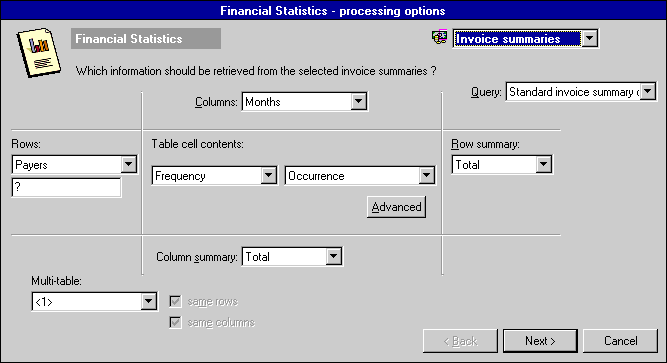 Financial Statistics - processing options
Financial Statistics
Invoice summaries
Which information should be retrieved from the selected invoice summaries ?
Query: Standard invoice summary
Columns: Months
Rows:
Table cell contents:
Row summary:
Payers
Frequency
Occurrence
Total
?
Advanced
Column summary: Total
Multi-table:
<1>
same rows
same columns
< Back
Next >
Cancel